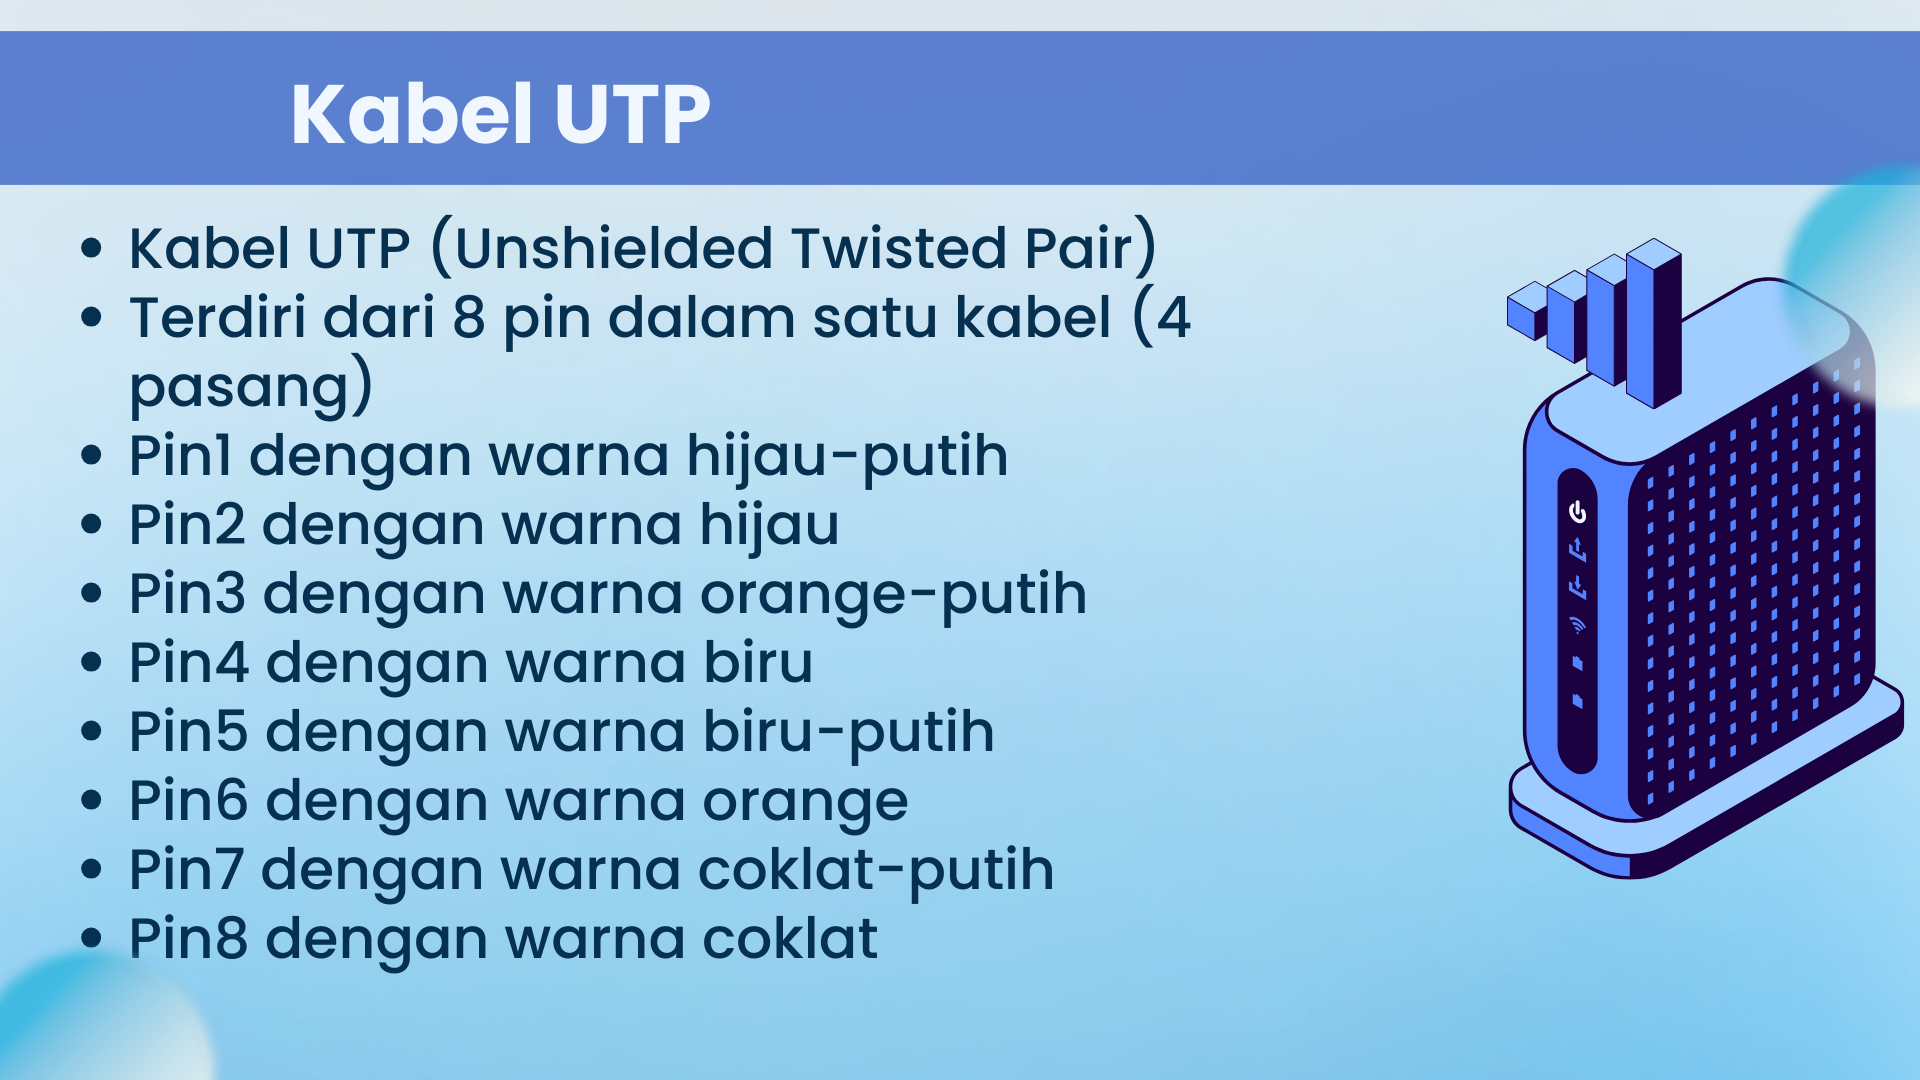 Kabel UTP
• Kabel UTP (Unshielded Twisted Pair)
• Terdiri dari 8 pin dalam satu kabel (4
pasang)
• Pin1 dengan warna hijau-putih
• Pin2 dengan warna hijau
• Pin3 dengan warna orange-putih
• Pin4 dengan warna biru
• Pin5 dengan warna biru-putih
• Pin6 dengan warna orange
• Pin7 dengan warna coklat-putih
• Pin8 dengan warna coklat